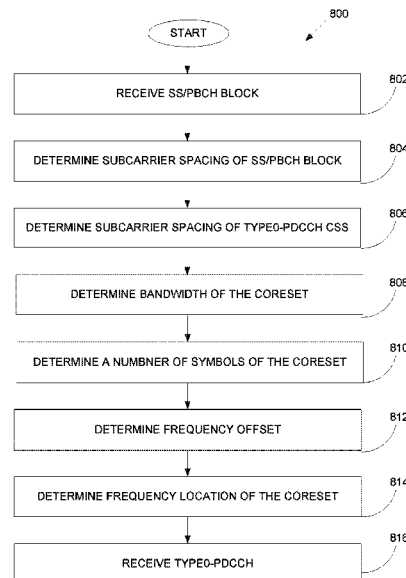 800
START
RECEIVE SS/PBCH BLOCK
802
DETERMINE SUBCARRIER SPACING OF SS/PBCH BLOCK
804
DETERMINE SUBCARRIER SPACING OF TYPE0-PDCCH CSS
806
DETERMINE BANDWIDTH OF THE CORESET
808
DETERMINE A NUMBNER OF SYMBOLS OF THE CORESET
810
DETERMINE FREQUENCY OFFSET
812
DETERMINE FREQUENCY LOCATION OF THE CORESET
814
RECEIVE TYPE0-PDCCH
816